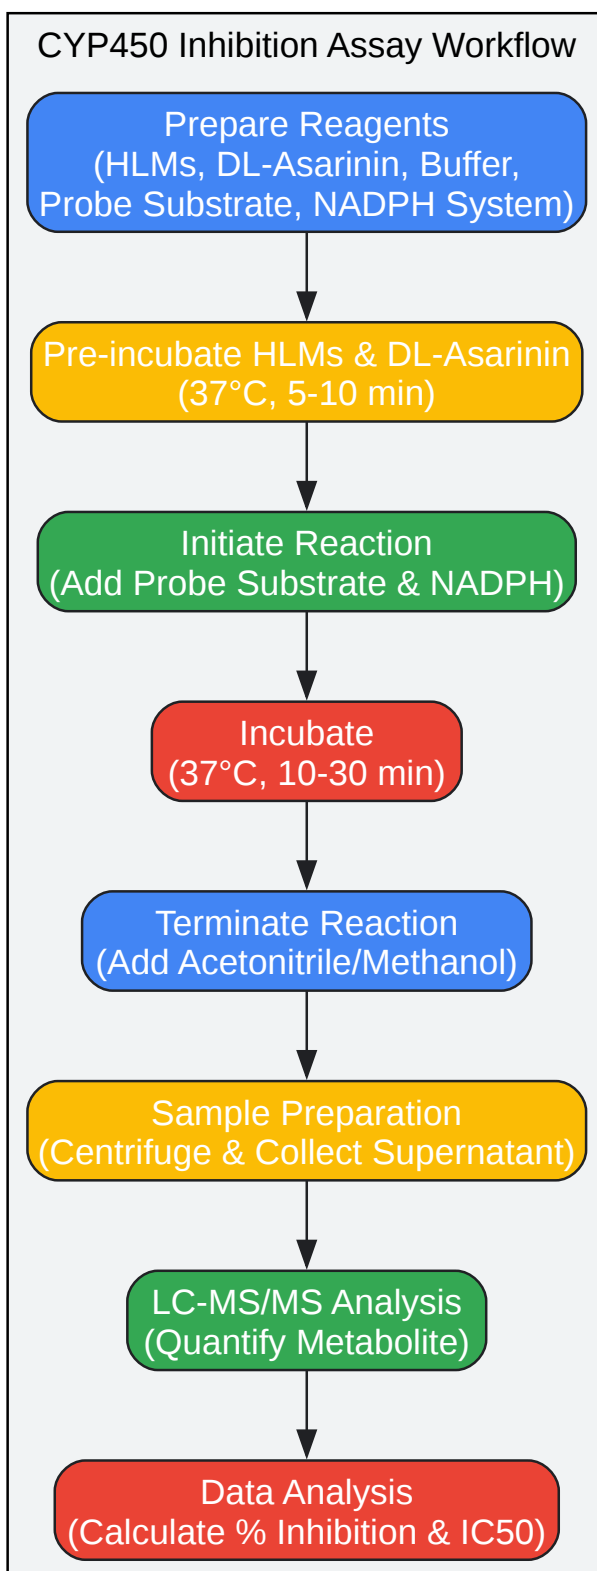 CYP450 Inhibition Assay Workflow
Prepare Reagents
(HLMs, DL-Asarinin, Buffer,
Probe Substrate, NADPH System)
Pre-incubate HLMs & DL-Asarinin
(37°C, 5-10 min)
Initiate Reaction
(Add Probe Substrate & NADPH)
Incubate
(37°C, 10-30 min)
Terminate Reaction
(Add Acetonitrile/Methanol)
Sample Preparation
(Centrifuge & Collect Supernatant)
LC-MS/MS Analysis
(Quantify Metabolite)
Data Analysis
(Calculate % Inhibition & IC50)